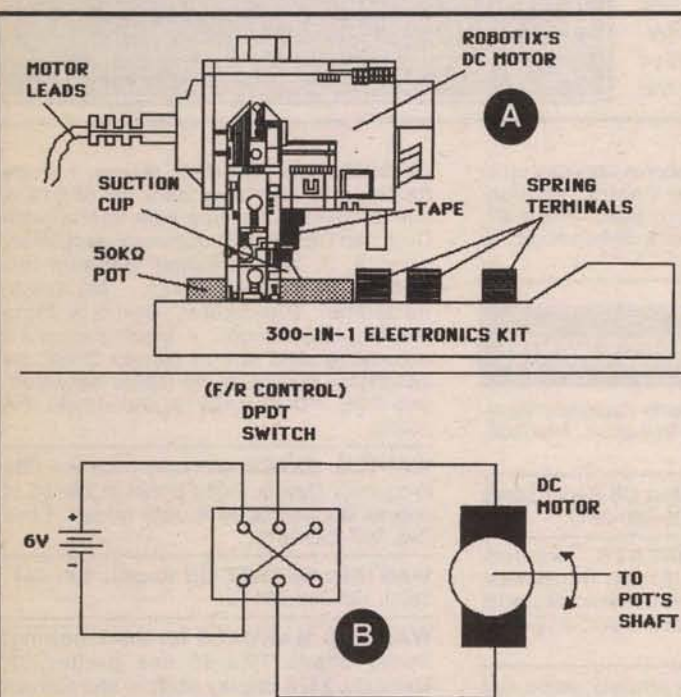 ROBOTIX'S
DC MOTOR
MOTOR
LEADS
A
SUCTION
CUP
SPRING
TERMINALS
TAPE
50KΩ
POT
300-IN-1 ELECTRONICS KIT
(F/R CONTROL)
DPDT
SWITCH
+
6V
-
DC
MOTOR
TO
POT'S
SHAFT
B